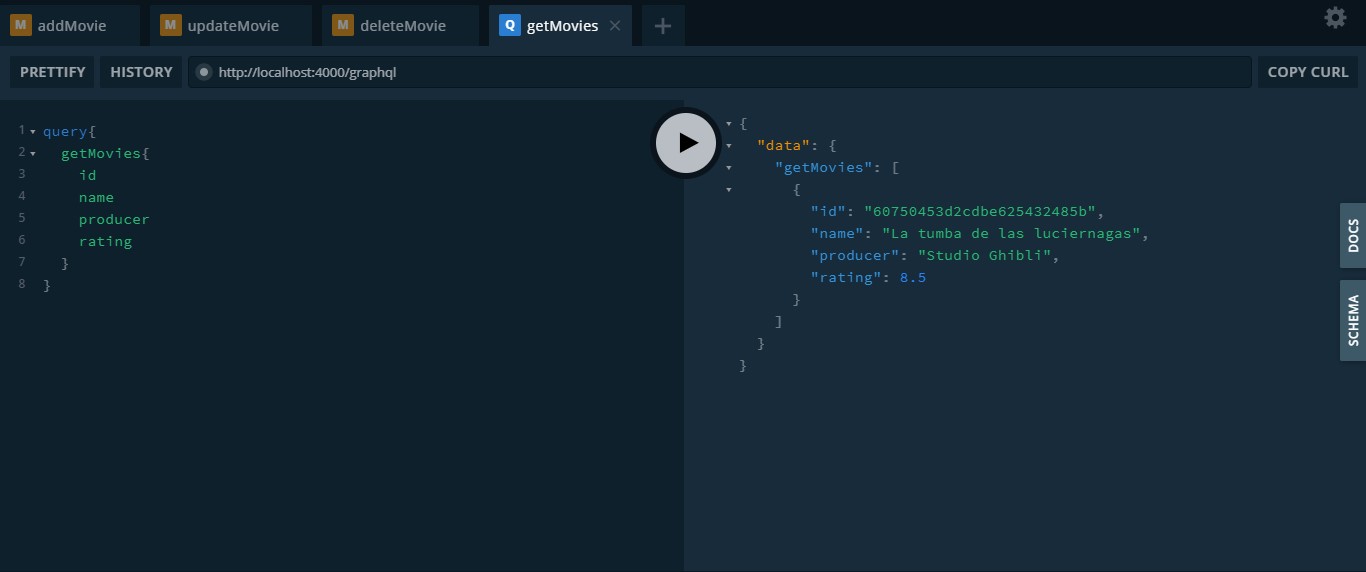 M addMovie M updateMovie M deleteMovie Q getMovies × +
PRETTIFY HISTORY http://localhost:4000/graphql COPY CURL
1 query{
2 getMovies{
3 id
4 name
5 producer
6 rating
7 }
8 }
{
"data": {
"getMovies": [
{
"id": "60750453d2cdbe625432485b",
"name": "La tumba de las luciernagas",
"producer": "Studio Ghibli",
"rating": 8.5
}
]
}
}
DOCS
SCHEMA